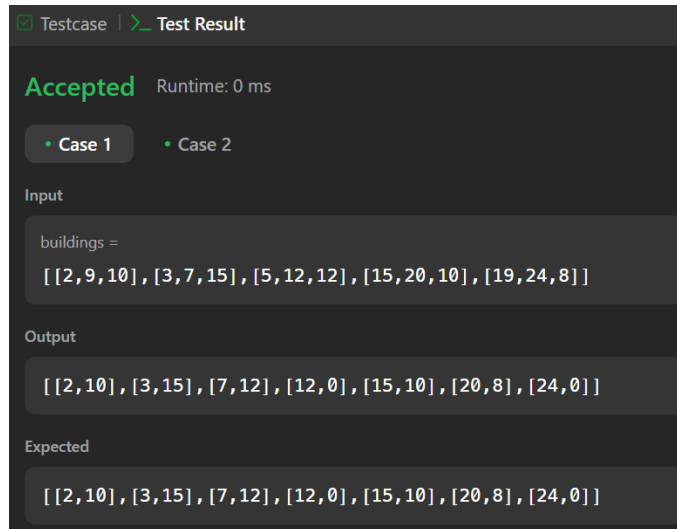 Testcase | >_ Test Result
Accepted Runtime: 0 ms
• Case 1 • Case 2
Input
buildings =
[[2,9,10],[3,7,15],[5,12,12],[15,20,10],[19,24,8]]
Output
[[2,10],[3,15],[7,12],[12,0],[15,10],[20,8],[24,0]]
Expected
[[2,10],[3,15],[7,12],[12,0],[15,10],[20,8],[24,0]]